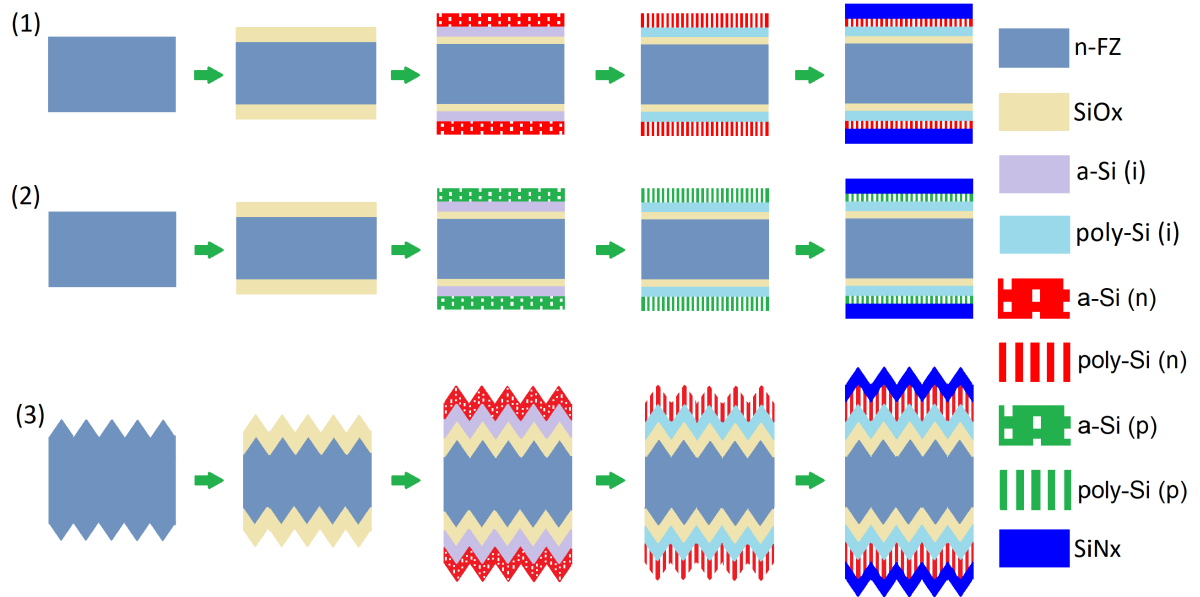 (1)
(2)
(3)
n-FZ
SiOx
a-Si (i)
poly-Si (i)
a-Si (n)
poly-Si (n)
a-Si (p)
poly-Si (p)
SiNx